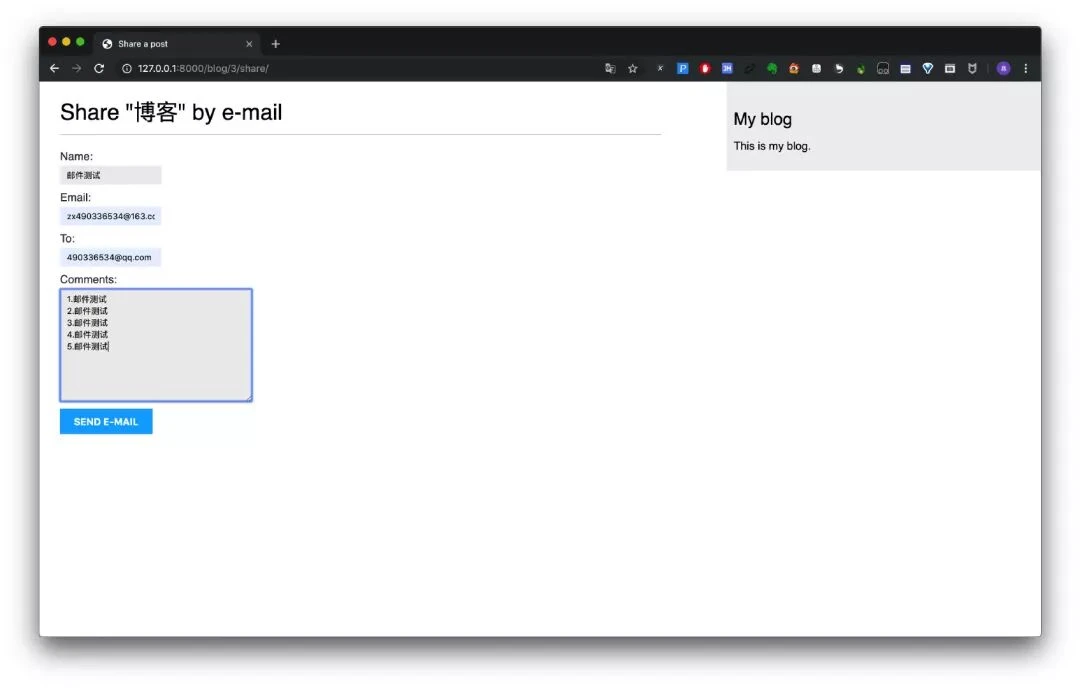 Share a post
127.0.0.1:8000/blog/3/share/
Share "博客" by e-mail
Name:
邮件测试
Email:
zx490336534@163.cc
To:
490336534@qq.com
Comments:
1.邮件测试
2.邮件测试
3.邮件测试
4.邮件测试
5.邮件测试
SEND E-MAIL
My blog
This is my blog.